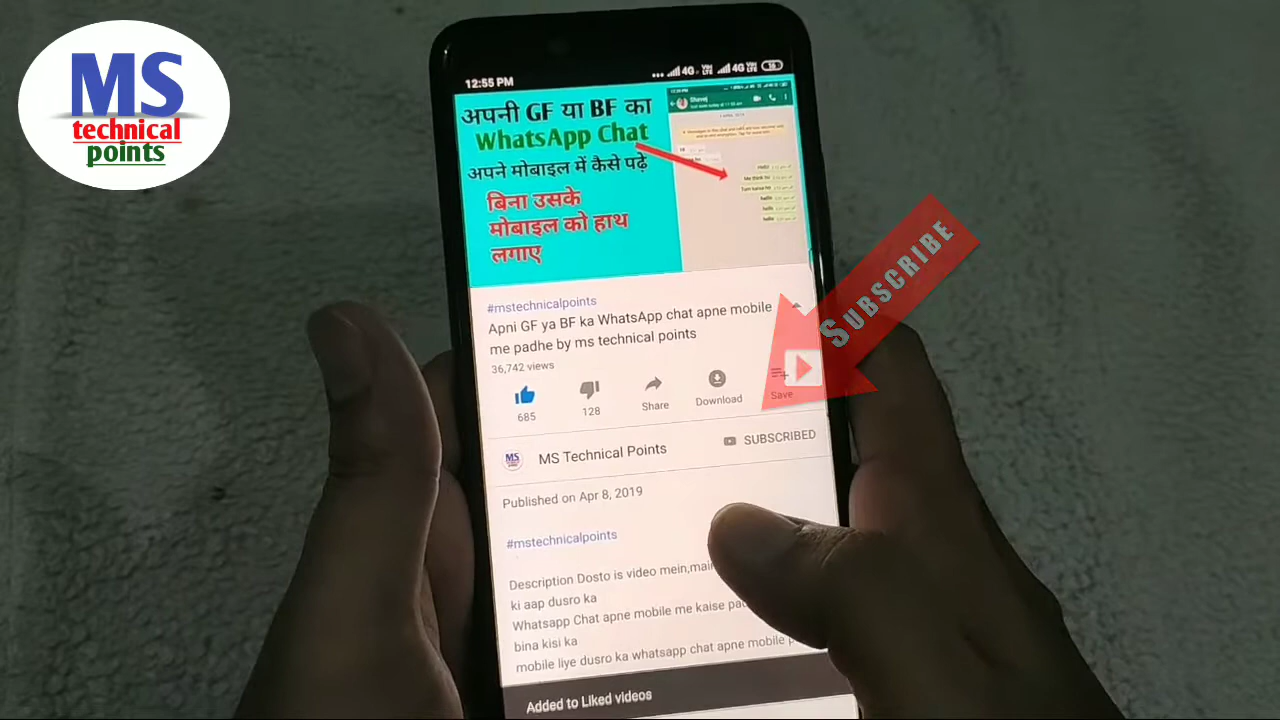 MS
technical
points
12:55 PM
4G 4G
अपनी GF या BF का
WhatsApp Chat
अपने मोबाइल में कैसे पढ़ें
बिना उसके
मोबाइल को हाथ
लगाए
SUBSCRIBE
#mstechnicalpoints
Apni GF ya BF ka WhatsApp chat apne mobile
me padhe by ms technical points
36,742 views
685 128 Share Download Save
MS Technical Points SUBSCRIBED
Published on Apr 8, 2019
#mstechnicalpoints
Description Dosto is video mein,main
ki aap dusro ka
Whatsapp Chat apne mobile me kaise
bina kisi ka
mobile liye dusro ka whatsapp chat apne mobile
Added to Liked videos